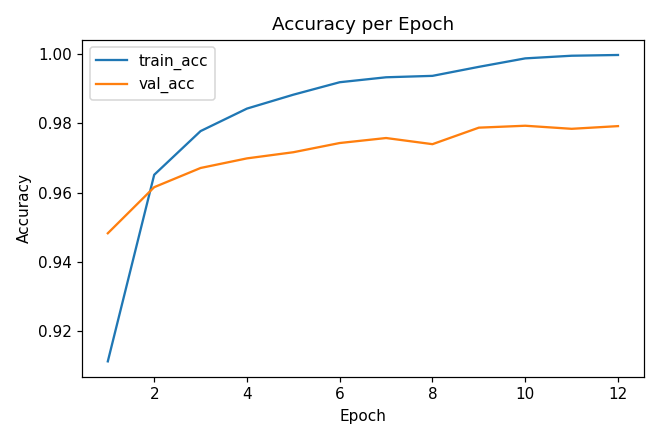 Accuracy per Epoch
train_acc
val_acc
Accuracy
1.00
0.98
0.96
0.94
0.92
2 4 6 8 10 12
Epoch